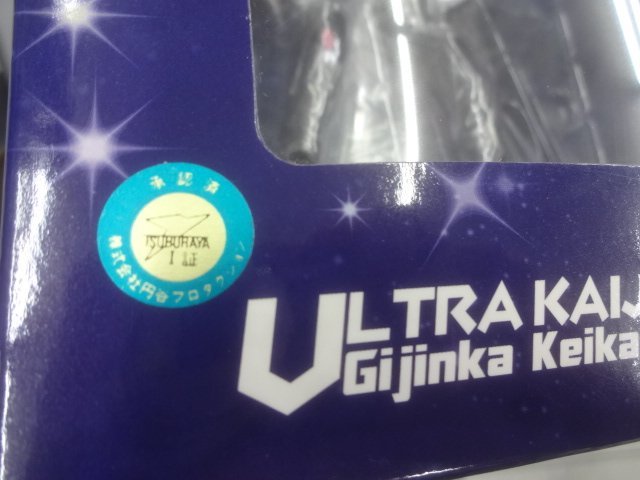 承認済
TSUBURAYA
I 証
株式会社円谷プロダクション
ULTRA KAIJ
Gijinka Keika